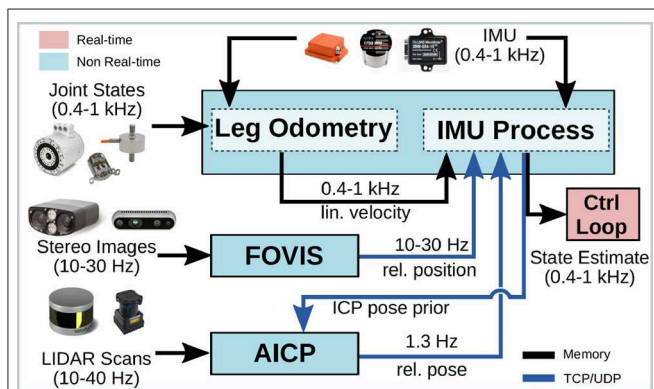 Real-time
Non Real-time
IMU
(0.4-1 kHz)
Joint States
(0.4-1 kHz)
Leg Odometry
IMU Process
0.4-1 kHz
lin. velocity
Ctrl
Loop
State Estimate
(0.4-1 kHz)
Stereo Images
(10-30 Hz)
FOVIS
10-30 Hz
rel. position
ICP pose prior
LIDAR Scans
(10-40 Hz)
AICP
1.3 Hz
rel. pose
Memory
TCP/UDP